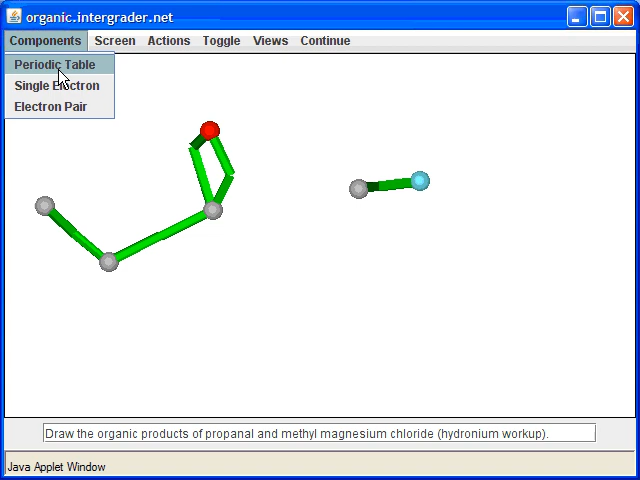 organic.intergrader.net
Components Screen Actions Toggle Views Continue
Periodic Table
Single Electron
Electron Pair
Draw the organic products of propanal and methyl magnesium chloride (hydronium workup).
Java Applet Window